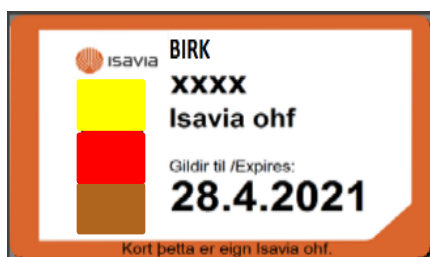 isavia BIRK
xxxx
Isavia ohf
Gildir til /Expires:
28.4.2021
Kort þetta er eign Isavia ohf.